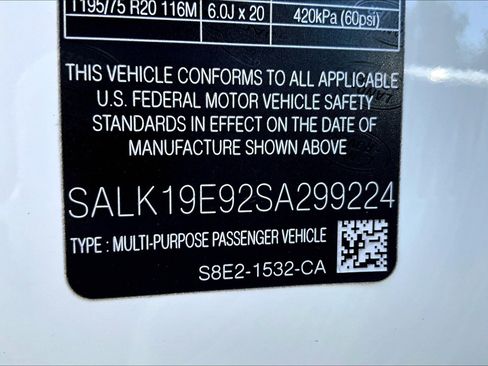 T195/75 R20 116M 6.0J x 20 420kPa (60psi)
THIS VEHICLE CONFORMS TO ALL APPLICABLE
U.S. FEDERAL MOTOR VEHICLE SAFETY
STANDARDS IN EFFECT ON THE DATE OF
MANUFACTURE SHOWN ABOVE
SALK19E92SA299224
TYPE : MULTI-PURPOSE PASSENGER VEHICLE
S8E2-1532-CA